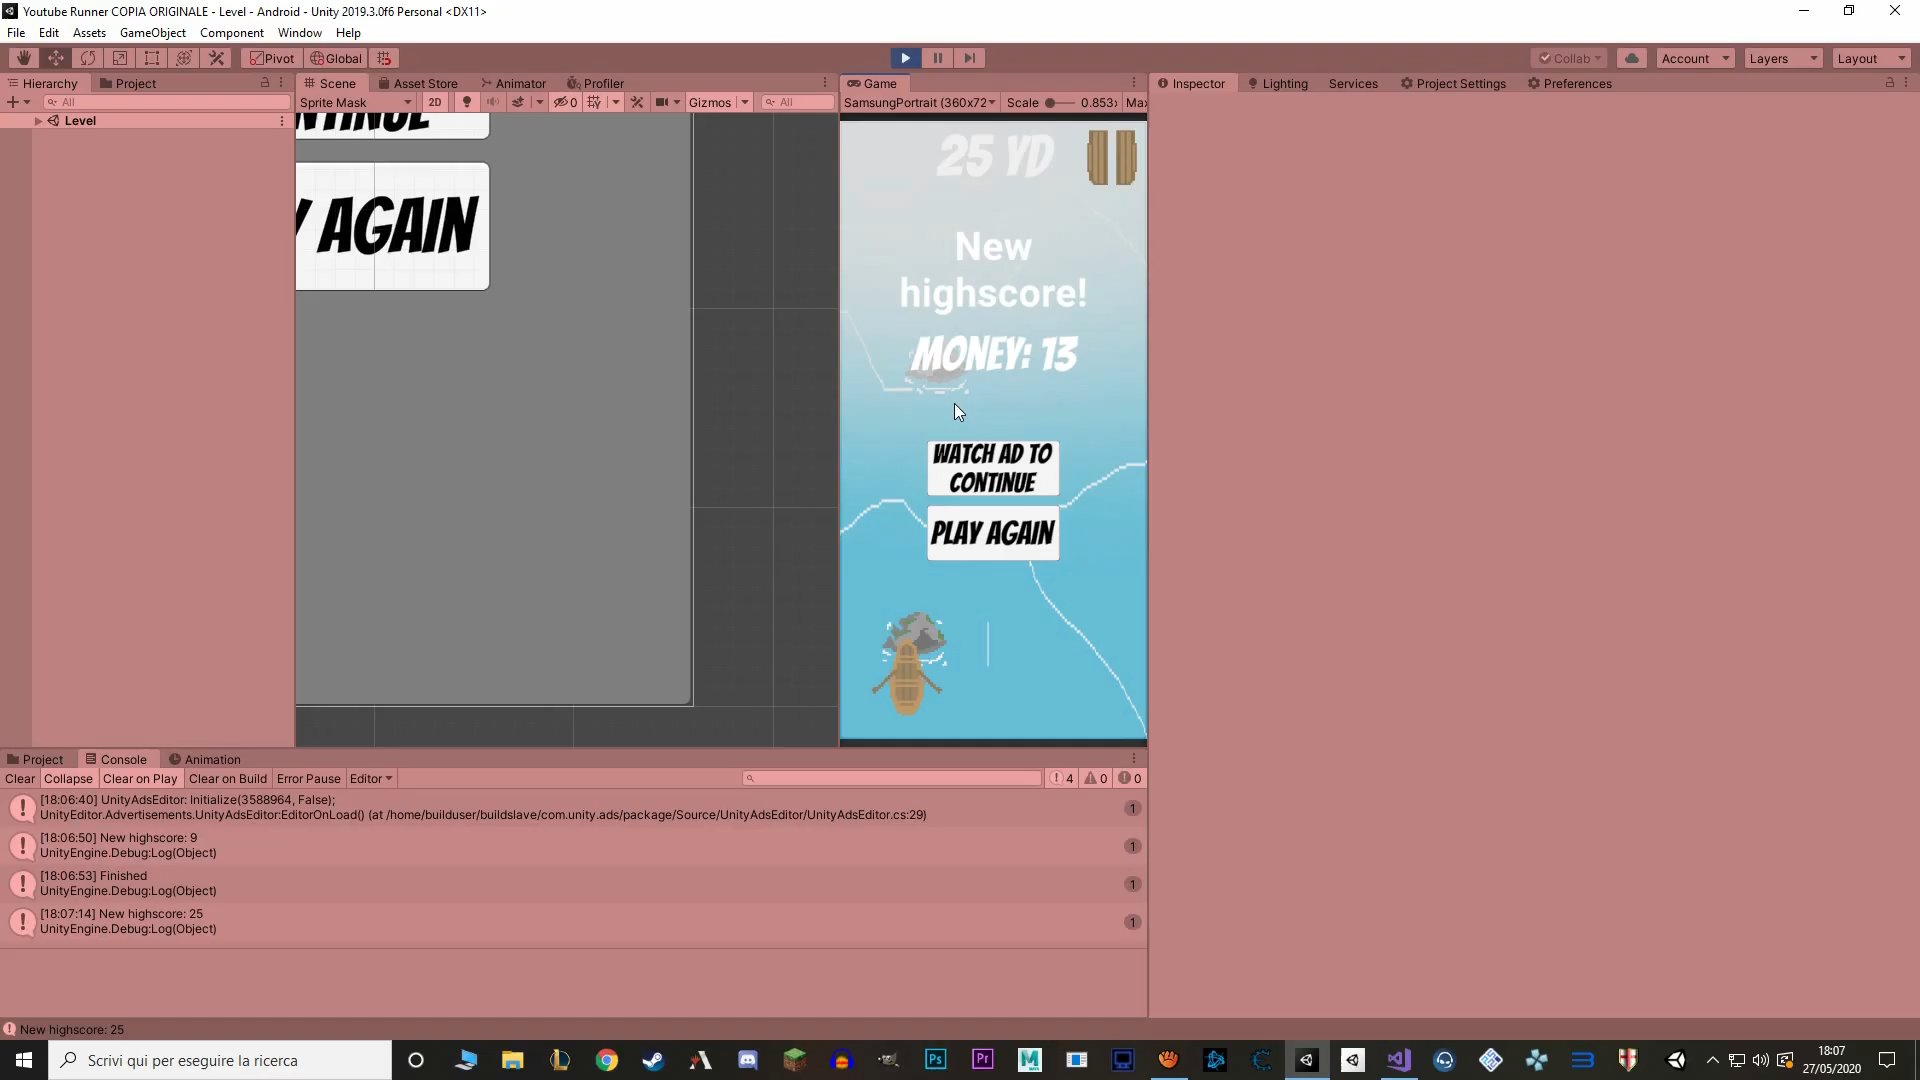 Youtube Runner COPIA ORIGINALE - Level - Android - Unity 2019.3.0f6 Personal <DX11>
File Edit Assets GameObject Component Window Help
Pivot Global Collab Account Layers Layout
Hierarchy Project Scene Asset Store Animator Profiler Game Inspector Lighting Services Project Settings Preferences
All Sprite Mask 2D 0 Gizmos All SamsungPortrait (360x72 Scale 0.853x
Level
AGAIN
25 YD
New
highscore!
MONEY: 13
WATCH AD TO
CONTINUE
PLAY AGAIN
Project Console Animation
Clear Collapse Clear on Play Clear on Build Error Pause Editor 4 0 0
[18:06:40] UnityAdsEditor: Initialize(3588964, False);
UnityEditor.Advertisements.UnityAdsEditor:EditorOnLoad() (at /home/builduser/buildslave/com.unity.ads/package/Source/UnityAdsEditor/UnityAdsEditor.cs:29)
1
[18:06:50] New highscore: 9
UnityEngine.Debug:Log(Object)
1
[18:06:53] Finished
UnityEngine.Debug:Log(Object)
1
[18:07:14] New highscore: 25
UnityEngine.Debug:Log(Object)
1
New highscore: 25
Scrivi qui per eseguire la ricerca
Ps Pr M
18:07
27/05/2020